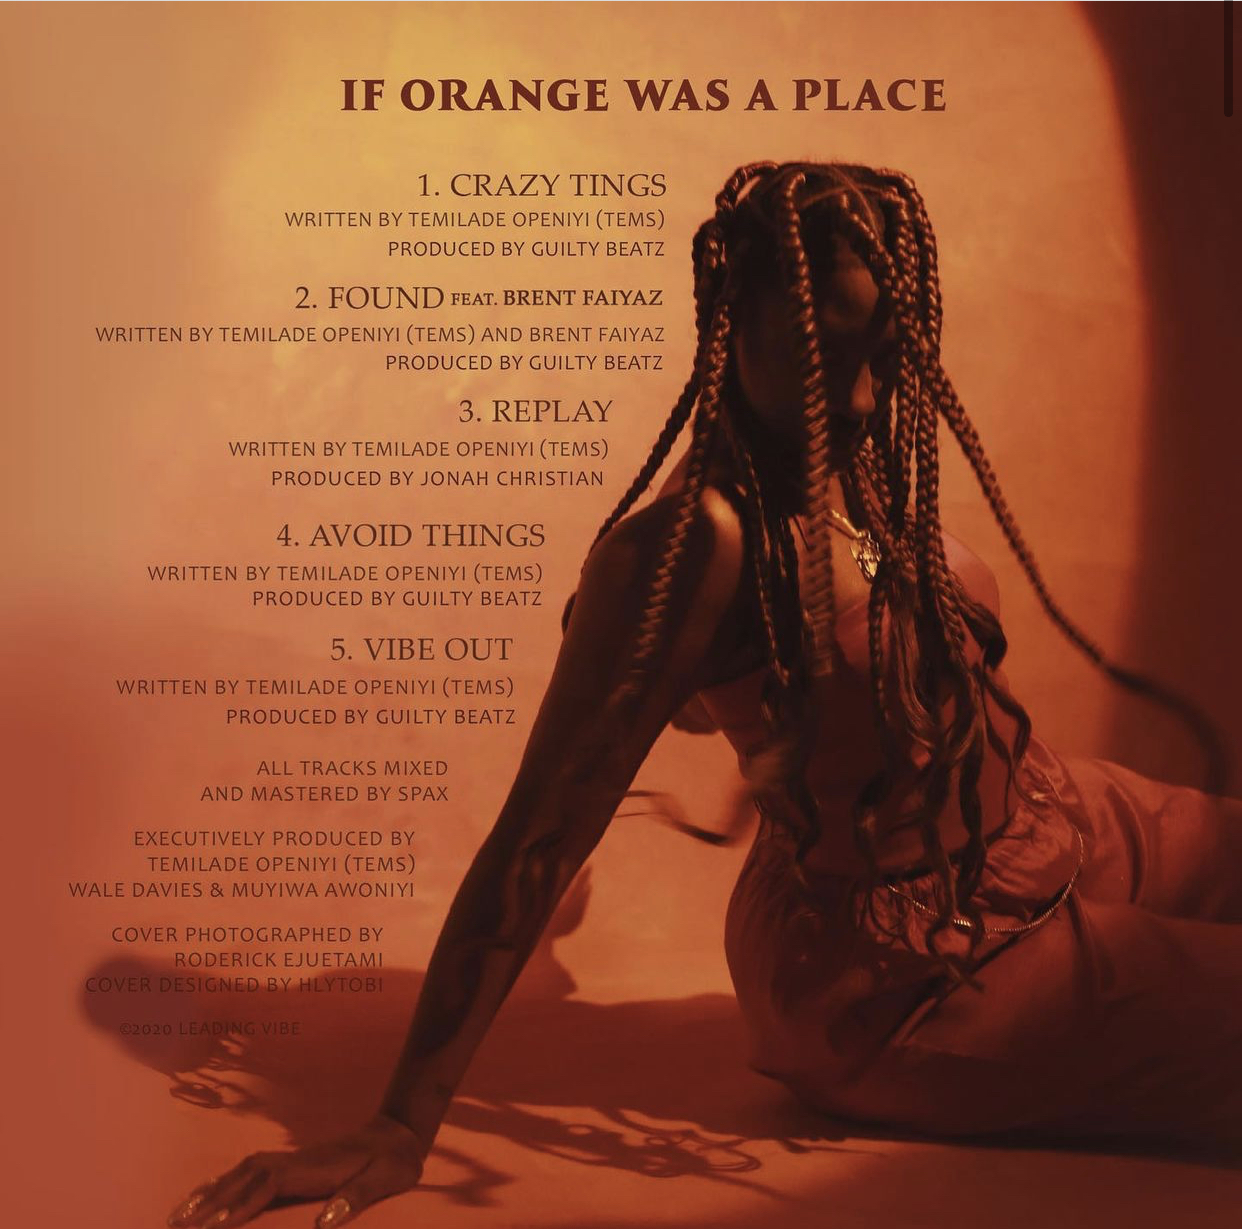 IF ORANGE WAS A PLACE
1. CRAZY TINGS
WRITTEN BY TEMILADE OPENIYI (TEMS)
PRODUCED BY GUILTY BEATZ
2. FOUND FEAT. BRENT FAIYAZ
WRITTEN BY TEMILADE OPENIYI (TEMS) AND BRENT FAIYAZ
PRODUCED BY GUILTY BEATZ
3. REPLAY
WRITTEN BY TEMILADE OPENIYI (TEMS)
PRODUCED BY JONAH CHRISTIAN
4. AVOID THINGS
WRITTEN BY TEMILADE OPENIYI (TEMS)
PRODUCED BY GUILTY BEATZ
5. VIBE OUT
WRITTEN BY TEMILADE OPENIYI (TEMS)
PRODUCED BY GUILTY BEATZ
ALL TRACKS MIXED
AND MASTERED BY SPAX
EXECUTIVELY PRODUCED BY
TEMILADE OPENIYI (TEMS)
WALE DAVIES & MUYIWA AWONIYI
COVER PHOTOGRAPHED BY
RODERICK EJUETAMI
COVER DESIGNED BY HLYTOBI
©2020 LEADING VIBE